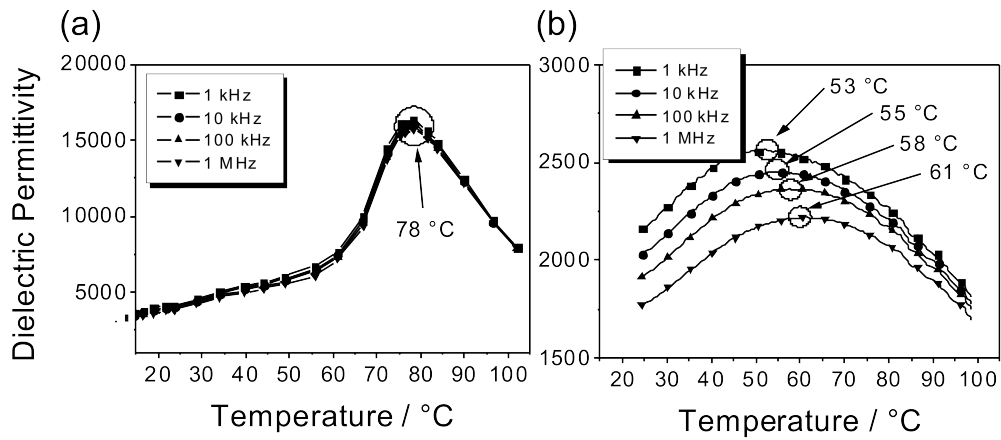 (a)
(b)
Dielectric Permittivity
20000
15000
10000
5000
1 kHz
10 kHz
100 kHz
1 MHz
78 °C
20 30 40 50 60 70 80 90 100
Temperature / °C
3000
2500
2000
1500
1 kHz
10 kHz
100 kHz
1 MHz
53 °C
55 °C
58 °C
61 °C
20 30 40 50 60 70 80 90 100
Temperature / °C